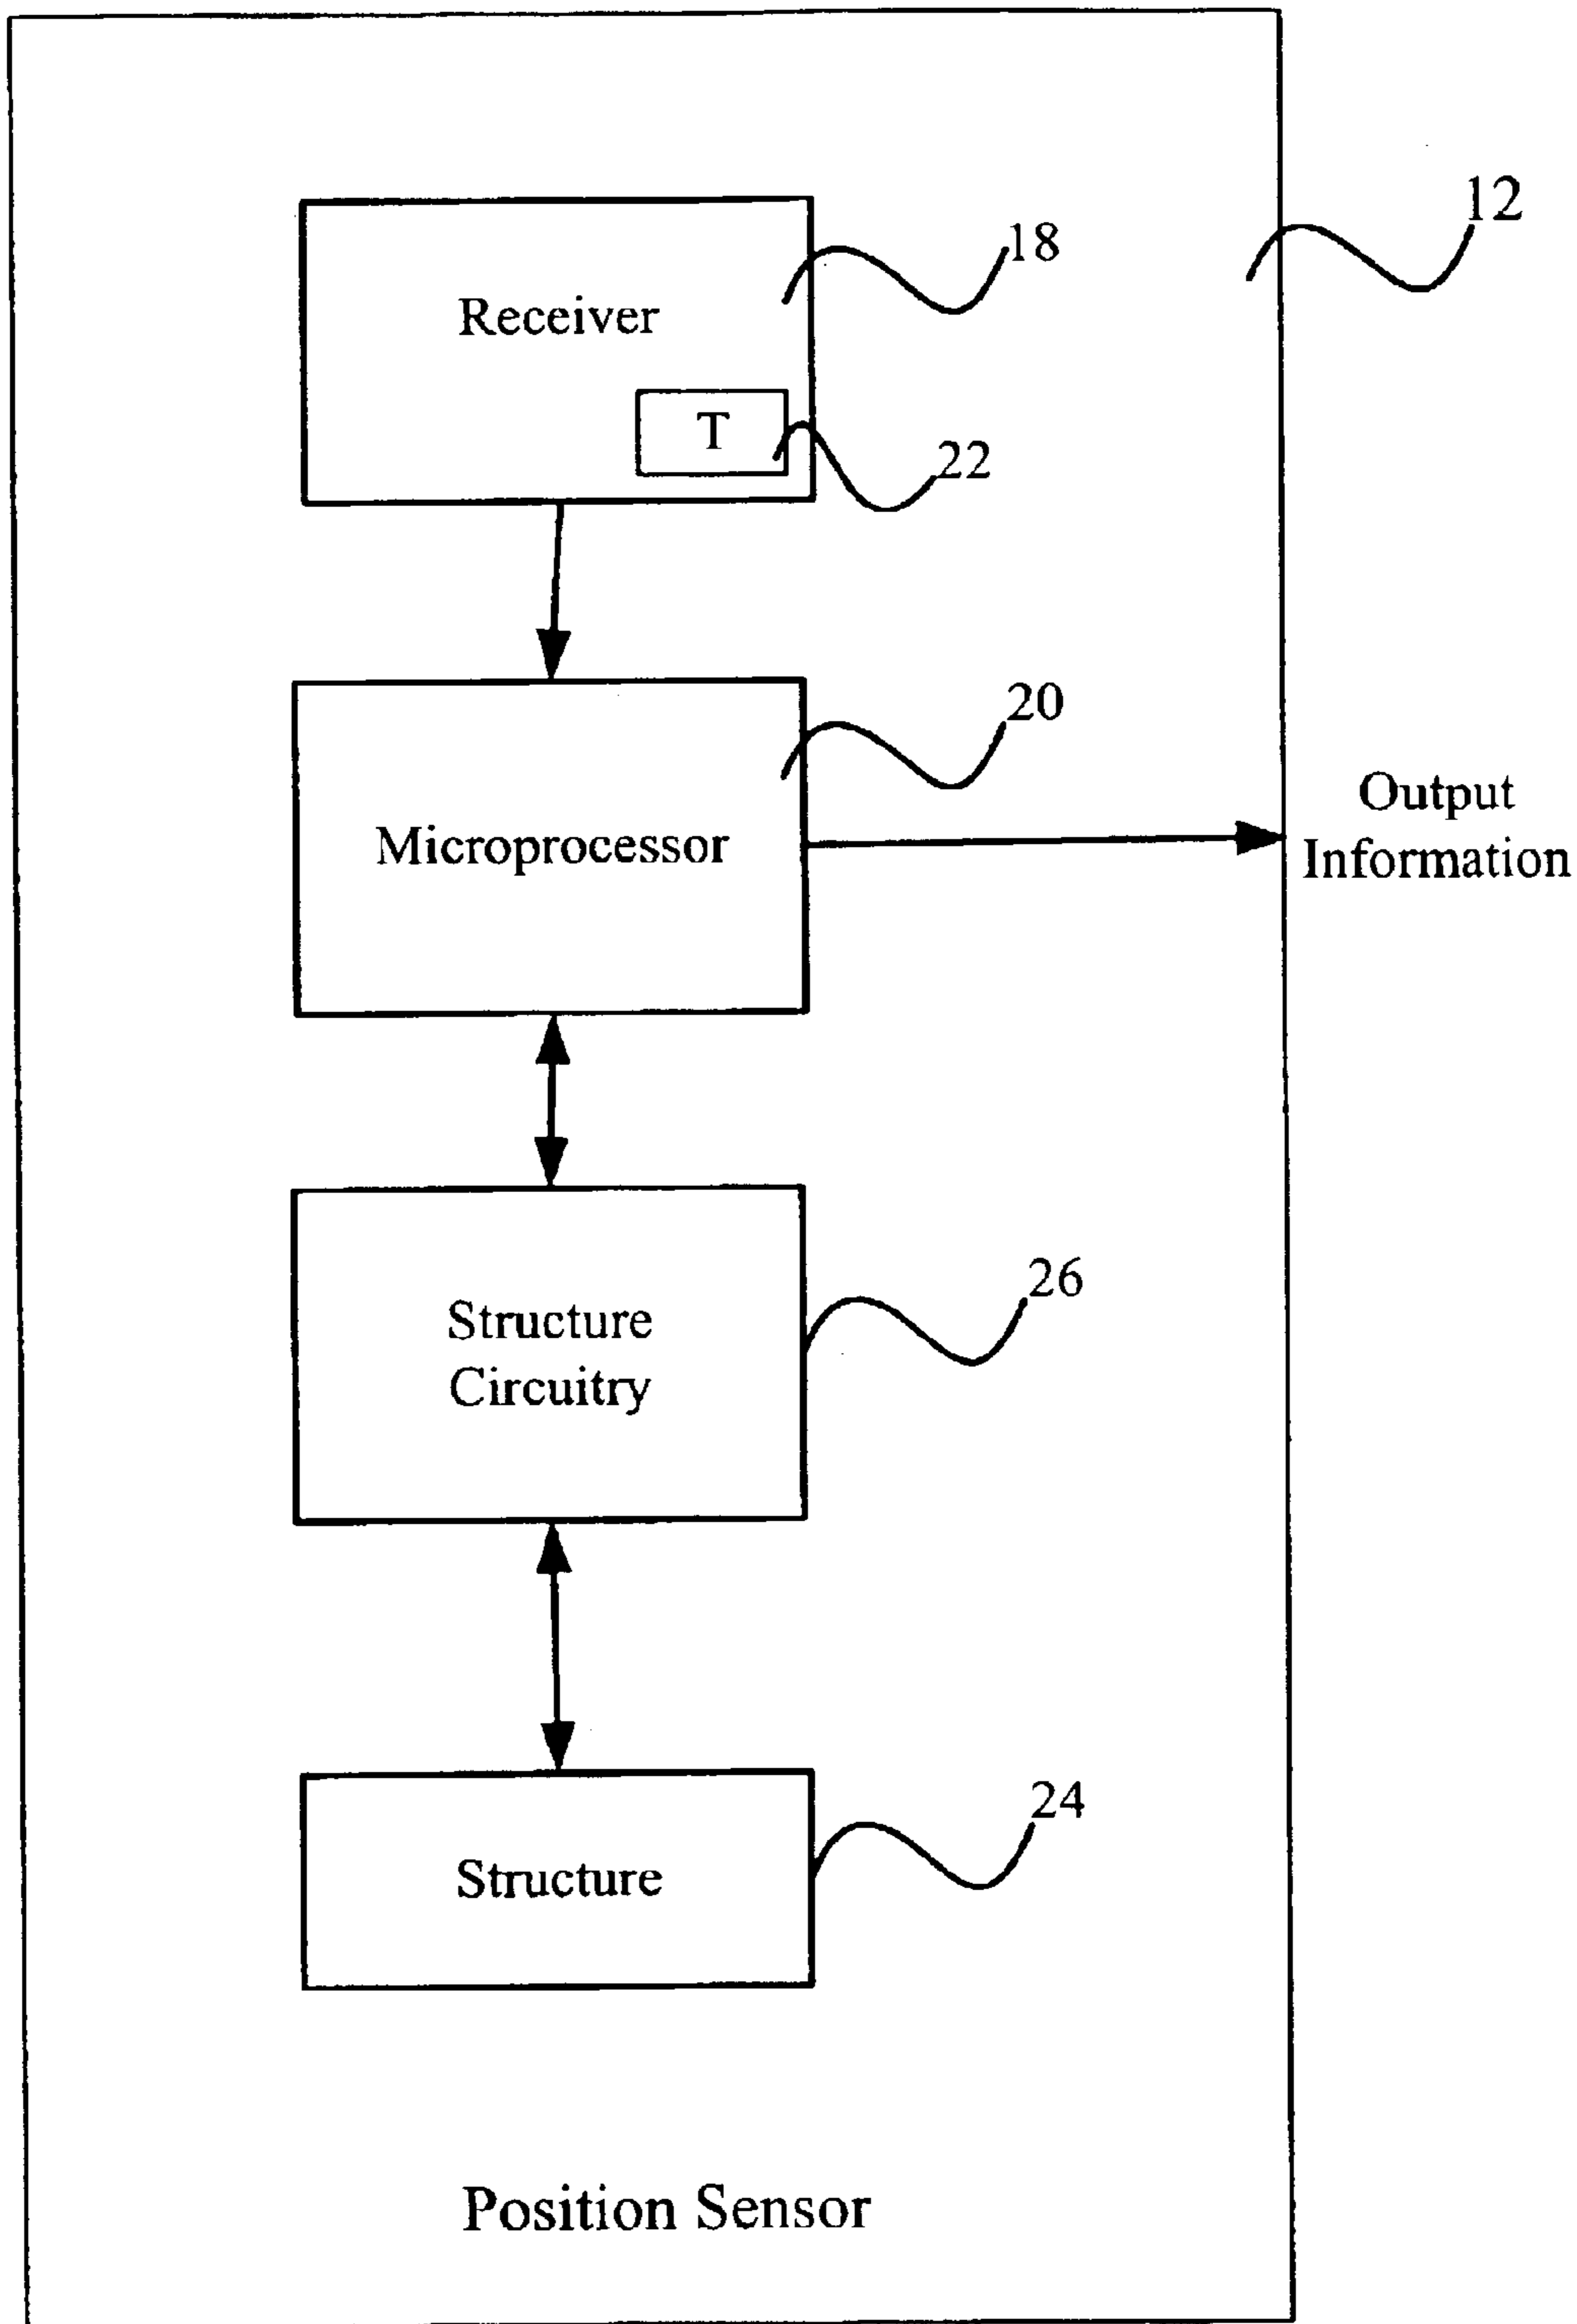 12
18
Receiver
T
22
20
Microprocessor
Output
Information
26
Structure
Circuitry
24
Structure
Position Sensor